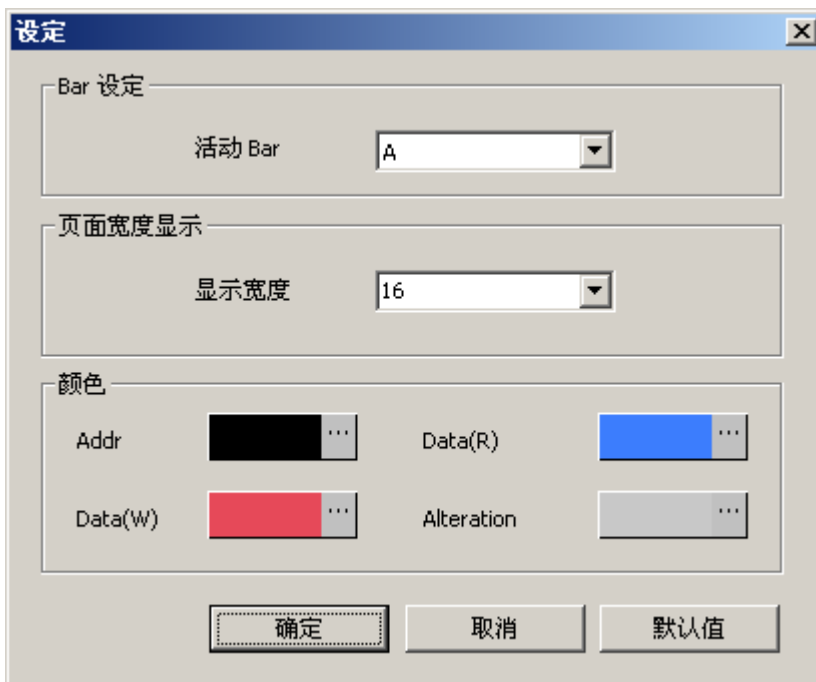 设定
Bar 设定
活动 Bar
A
页面宽度显示
显示宽度
16
颜色
Addr
...
Data(R)
...
Data(W)
...
Alteration
...
确定
取消
默认值